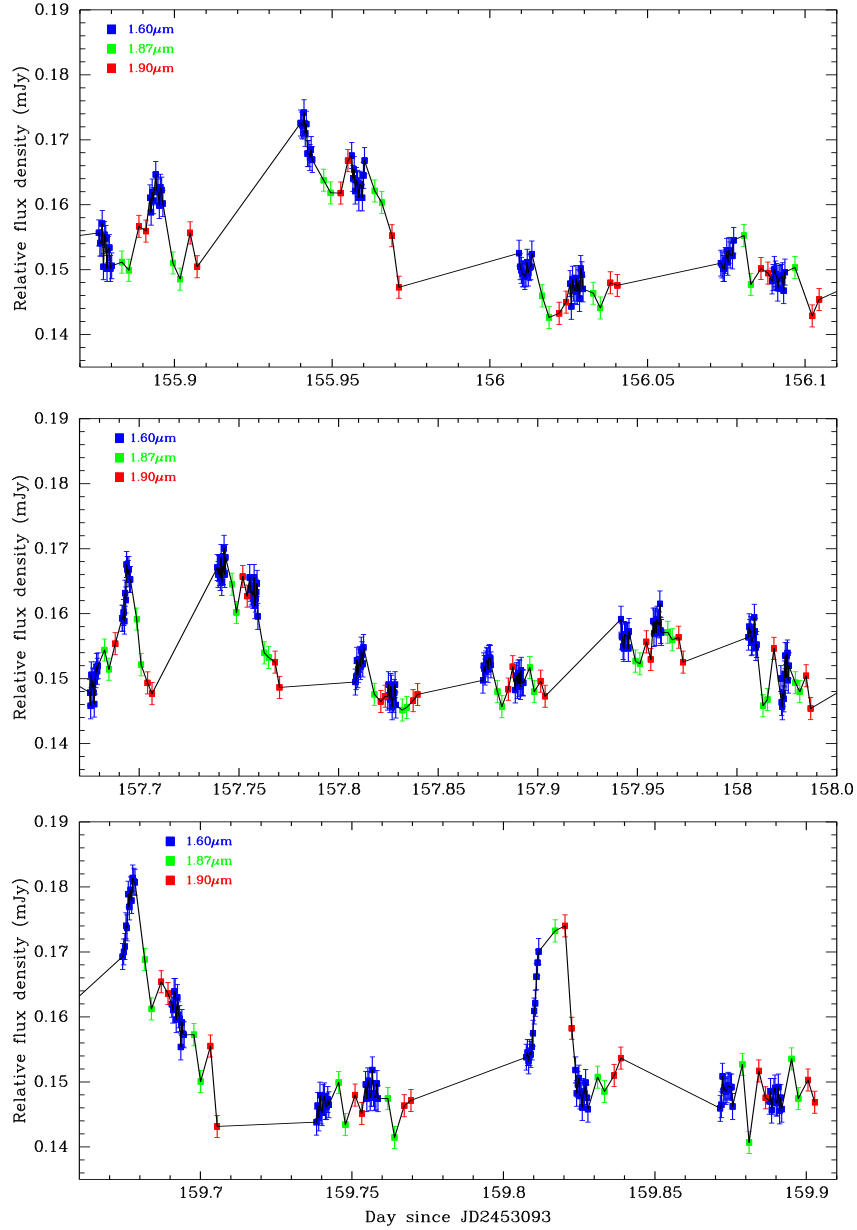 0.19
0.18
0.17
0.16
0.15
0.14
Relative flux density (mJy)
1.60μm
1.87μm
1.90μm
155.9
155.95
156
156.05
156.1
0.19
0.18
0.17
0.16
0.15
0.14
Relative flux density (mJy)
1.60μm
1.87μm
1.90μm
157.7
157.75
157.8
157.85
157.9
157.95
158
158.0
0.19
0.18
0.17
0.16
0.15
0.14
Relative flux density (mJy)
1.60μm
1.87μm
1.90μm
159.7
159.75
159.8
159.85
159.9
Day since JD2453093